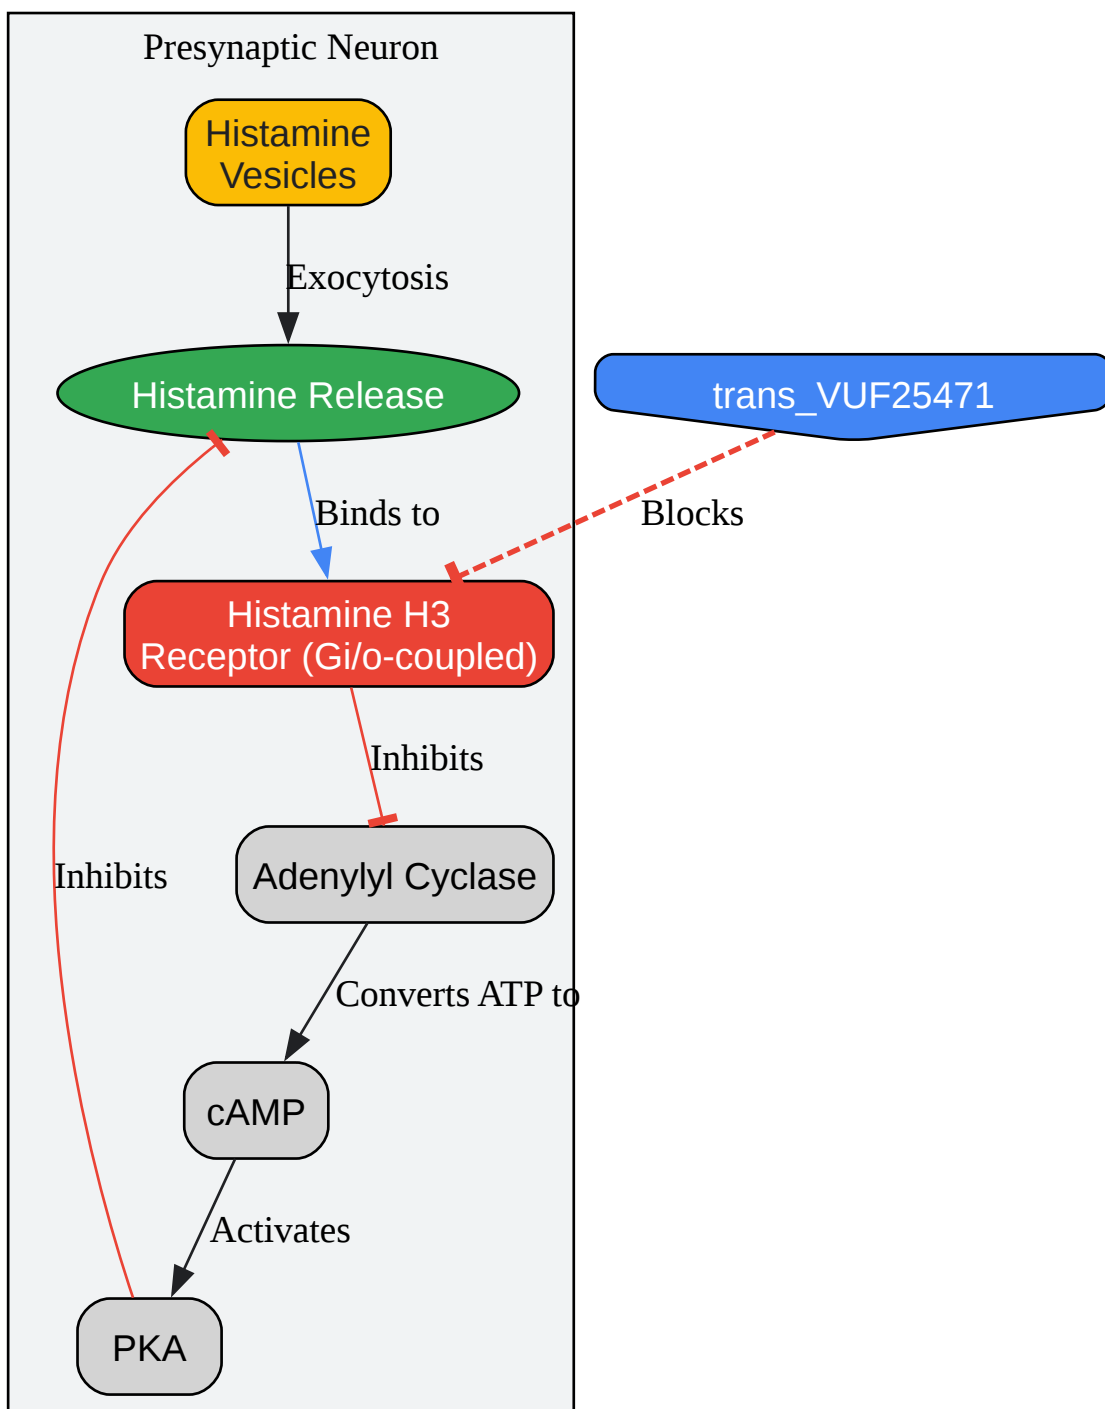 Presynaptic Neuron
Histamine
Vesicles
Exocytosis
Histamine Release
trans_VUF25471
Binds to
Blocks
Histamine H3
Receptor (Gi/o-coupled)
Inhibits
Adenylyl Cyclase
Inhibits
Converts ATP to
cAMP
Activates
PKA